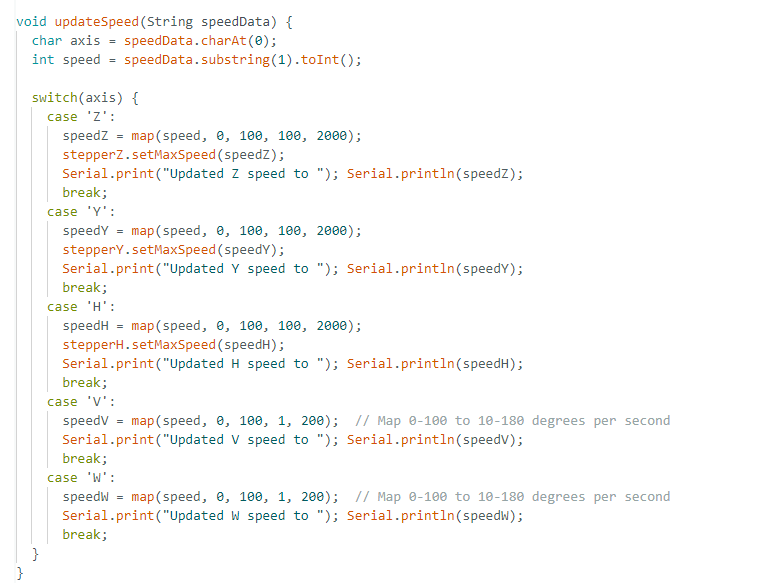 void updateSpeed(String speedData) {
  char axis = speedData.charAt(0);
  int speed = speedData.substring(1).toInt();

  switch(axis) {
    case 'Z':
      speedZ = map(speed, 0, 100, 100, 2000);
      stepperZ.setMaxSpeed(speedZ);
      Serial.print("Updated Z speed to "); Serial.println(speedZ);
      break;
    case 'Y':
      speedY = map(speed, 0, 100, 100, 2000);
      stepperY.setMaxSpeed(speedY);
      Serial.print("Updated Y speed to "); Serial.println(speedY);
      break;
    case 'H':
      speedH = map(speed, 0, 100, 100, 2000);
      stepperH.setMaxSpeed(speedH);
      Serial.print("Updated H speed to "); Serial.println(speedH);
      break;
    case 'V':
      speedV = map(speed, 0, 100, 1, 200);  // Map 0-100 to 10-180 degrees per second
      Serial.print("Updated V speed to "); Serial.println(speedV);
      break;
    case 'W':
      speedW = map(speed, 0, 100, 1, 200);  // Map 0-100 to 10-180 degrees per second
      Serial.print("Updated W speed to "); Serial.println(speedW);
      break;
  }
}